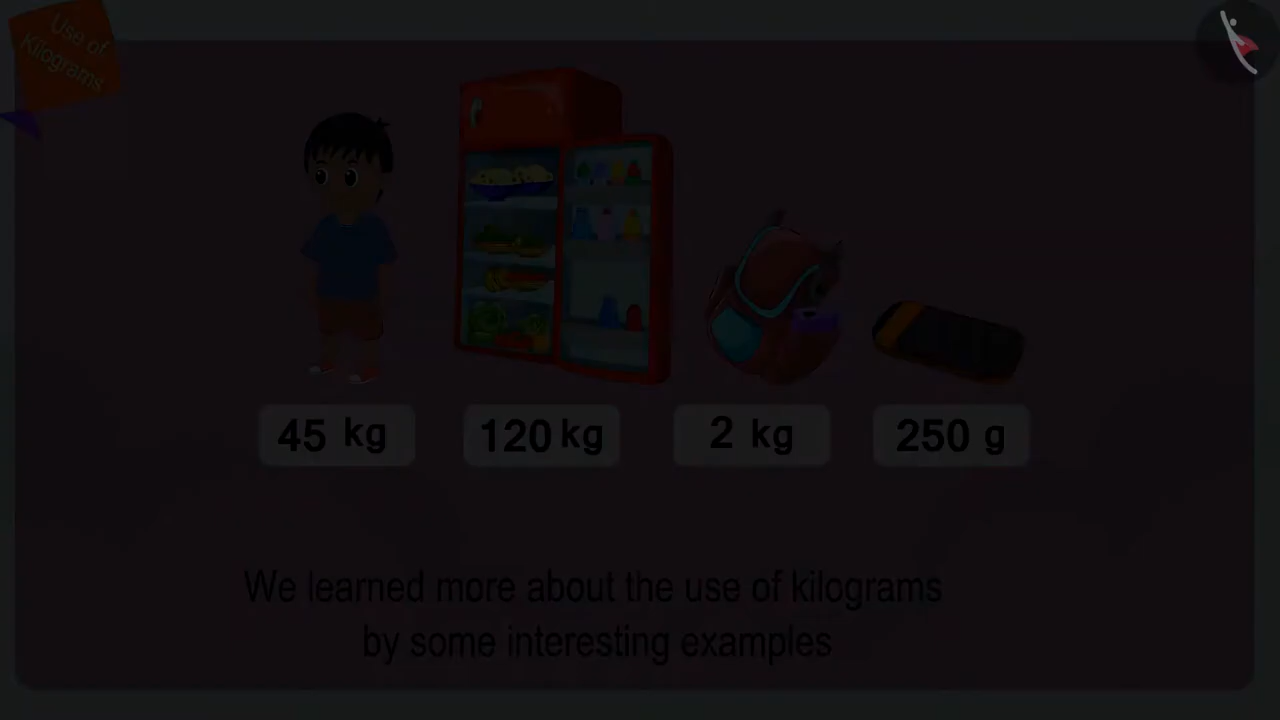 Use of
Kilograms
45 kg
120 kg
2 kg
250 g
We learned more about the use of kilograms
by some interesting examples